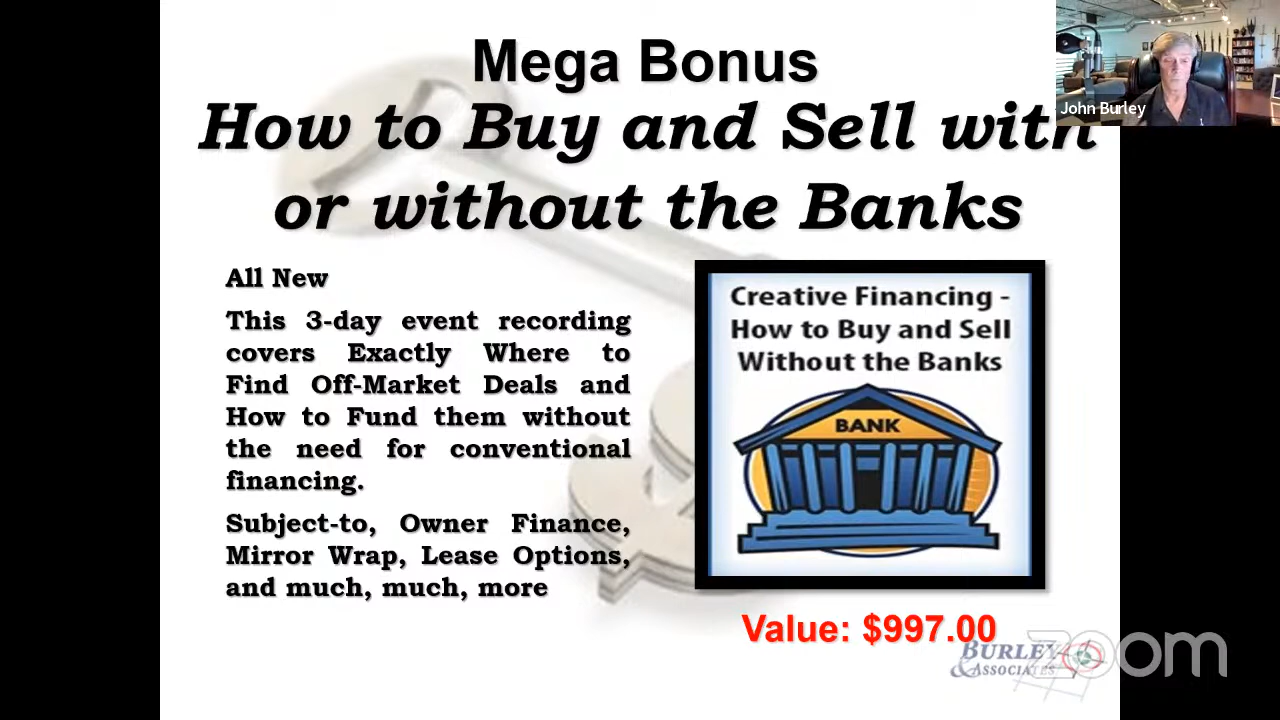 Mega Bonus
How to Buy and Sell with
or without the Banks
John Burley
All New
This 3-day event recording
covers Exactly Where to
Find Off-Market Deals and
How to Fund them without
the need for conventional
financing.
Subject-to, Owner Finance,
Mirror Wrap, Lease Options,
and much, much, more
Creative Financing -
How to Buy and Sell
Without the Banks
BANK
Value: $997.00
BURLEY
& ASSOCIATES
zoom